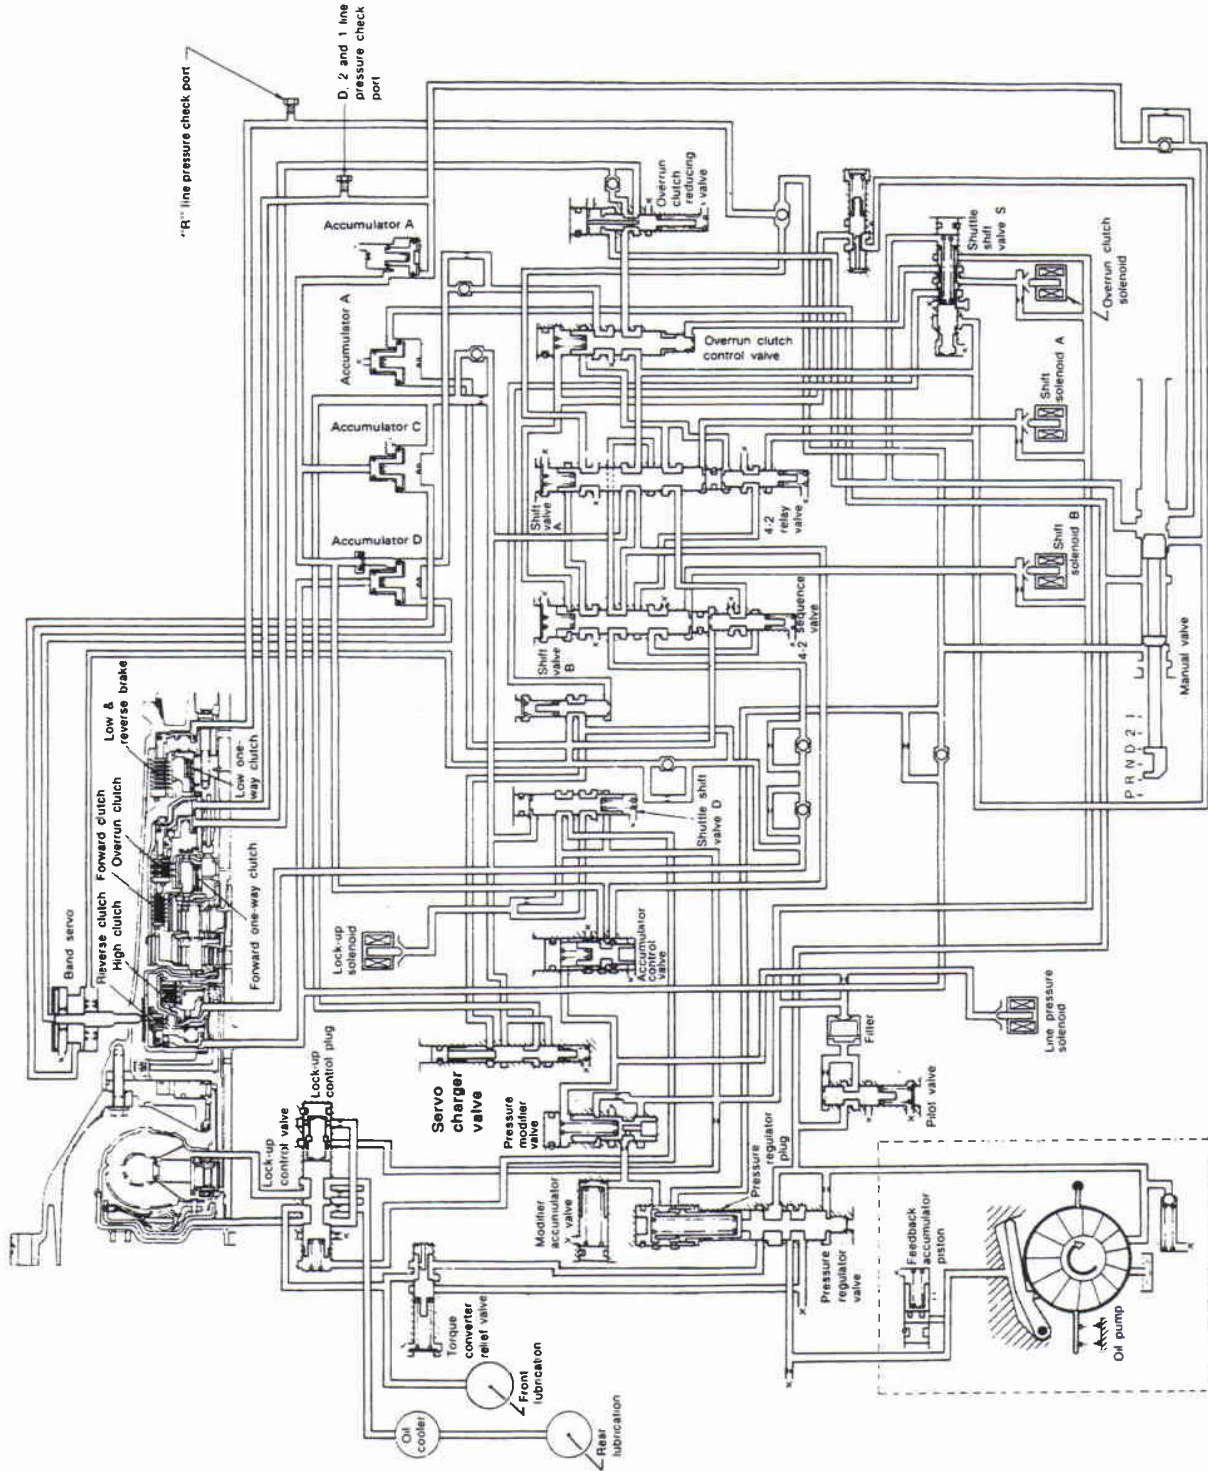 "R" line pressure check port
D, 2 and 1 line
pressure check
port
Accumulator A
Accumulator A
Accumulator C
Accumulator D
Low &
reverse brake
Low one-
way clutch
Forward clutch
Overrun clutch
Forward one-way clutch
Reverse clutch
High clutch
Band servo
Overrun
clutch
reducing
valve
Overrun clutch
control valve
Shuttle
shift
valve S
Overrun clutch
solenoid
Shift
solenoid A
Shift
solenoid B
Shift
valve
A
4-2
relay
valve
Shift
valve
B
4-2 sequence
valve
Manual valve
P R N D 2 1
Shuttle shift
valve D
Lock-up
solenoid
Accumulator
control
valve
Line pressure
solenoid
Filter
Pilot valve
Lock-up
control plug
Lock-up
control valve
Servo
charger
valve
Pressure
modifier
valve
Pressure
regulator
plug
Modifier
accumulator
valve
Pressure
regulator
valve
Torque
converter
relief valve
Front
lubrication
Oil
cooler
Rear
lubrication
Feedback
accumulator
piston
Oil pump